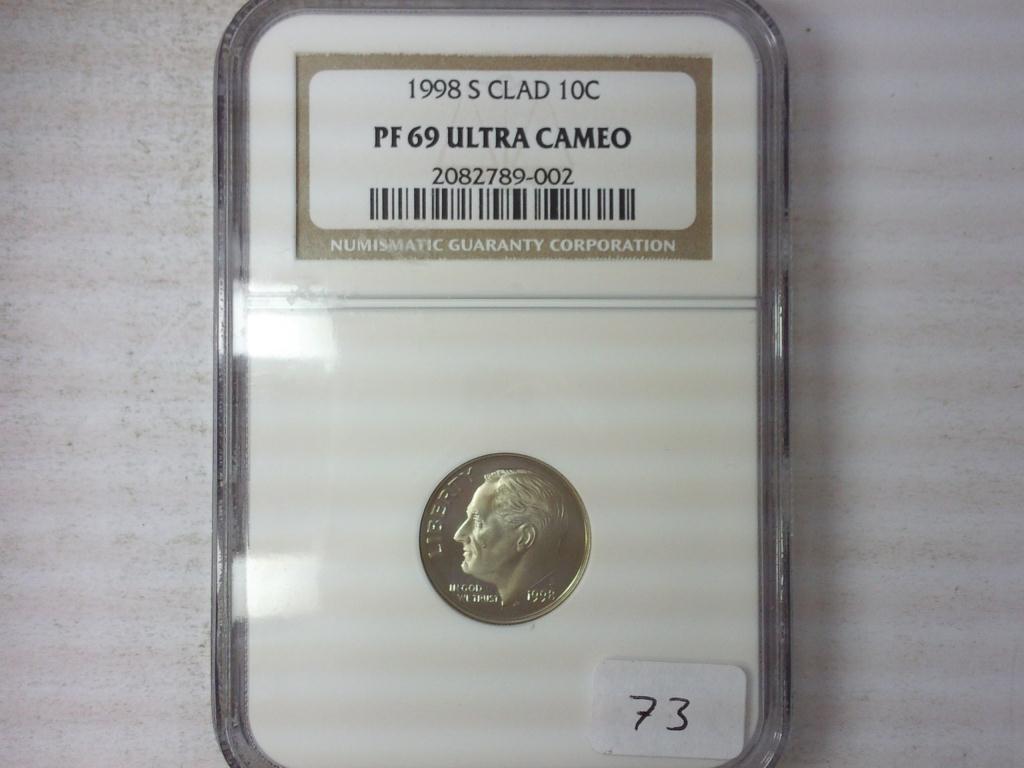 1998 S CLAD 10C
PF 69 ULTRA CAMEO
2082789-002
NUMISMATIC GUARANTY CORPORATION
LIBERTY
IN GOD
WE TRUST
1998
73